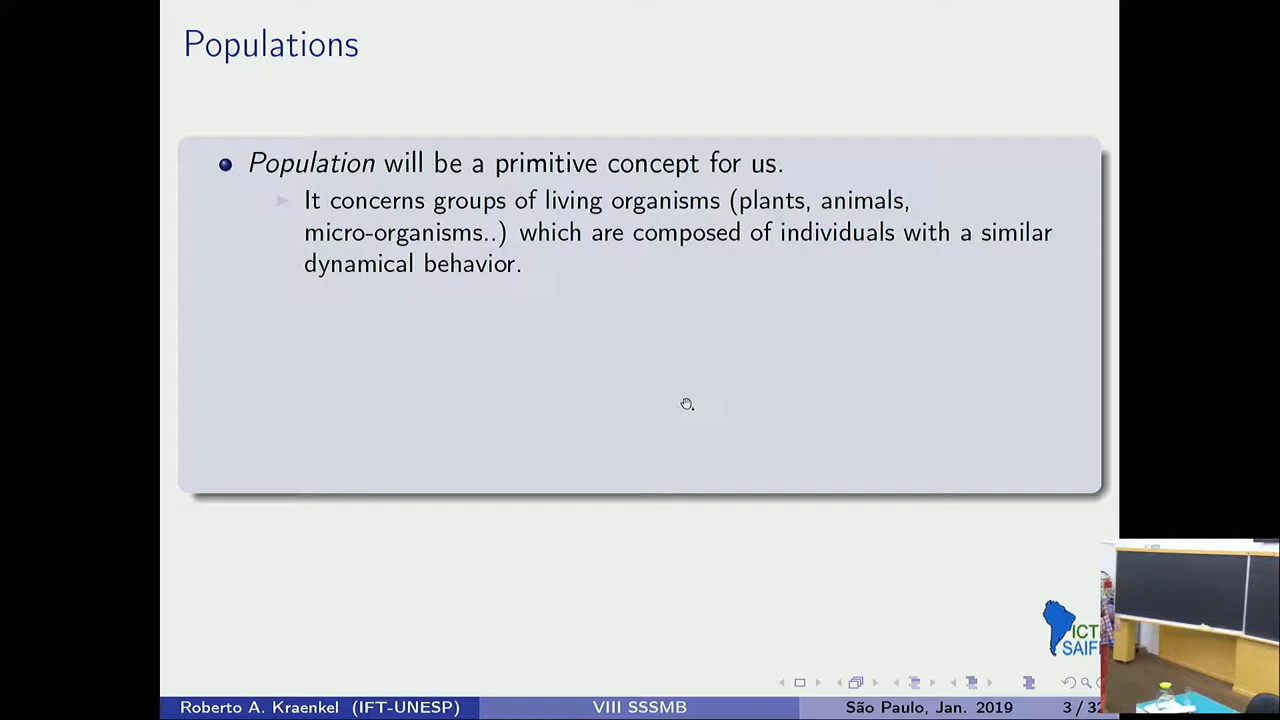 Populations
Population will be a primitive concept for us.
It concerns groups of living organisms (plants, animals,
micro-organisms..) which are composed of individuals with a similar
dynamical behavior.
ICT
SAIF
Roberto A. Kraenkel (IFT-UNESP) VIII SSSMB São Paulo, Jan. 2019 3 / 32